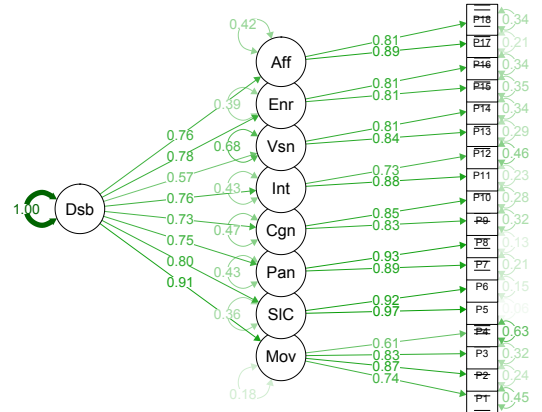 0.42
Aff
0.81
0.89
P18
0.34
P17
0.21
0.39
Enr
0.81
0.81
P16
0.34
P15
0.35
0.76
0.78
0.68
Vsn
0.81
0.84
P14
0.34
P13
0.29
0.57
0.43
Int
0.73
0.88
P12
0.46
P11
0.23
1.00
Dsb
0.76
0.73
0.47
Cgn
0.85
0.83
P10
0.28
P9
0.32
0.75
0.43
Pan
0.93
0.89
P8
0.13
P7
0.21
0.80
0.91
0.36
SIC
0.92
0.97
P6
0.15
P5
0.18
Mov
0.61
0.83
0.87
0.74
P4
0.63
P3
0.32
P2
0.24
P1
0.45